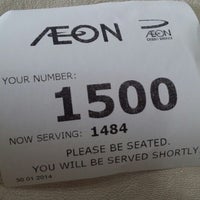 ÆON
ÆON
YOUR NUMBER:
1500
NOW SERVING: 1484
PLEASE BE SEATED.
YOU WILL BE SERVED SHORTLY
30.01.2014